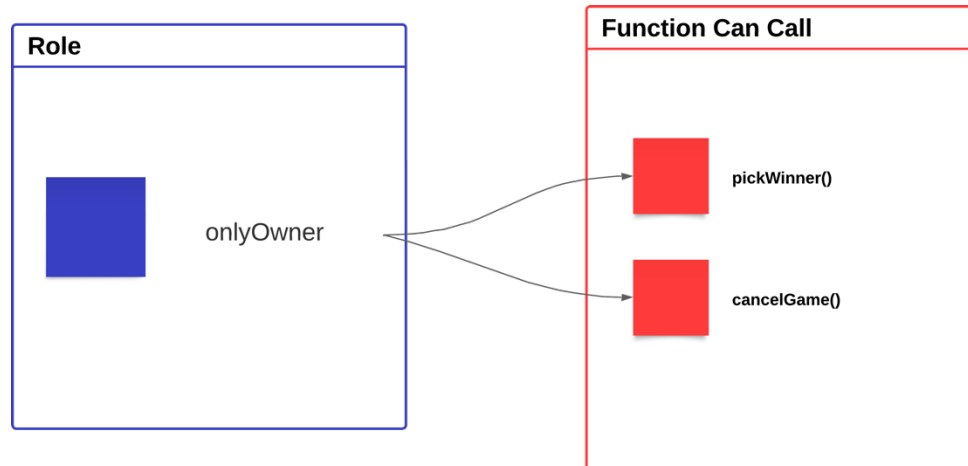 Role
onlyOwner
Function Can Call
pickWinner()
cancelGame()